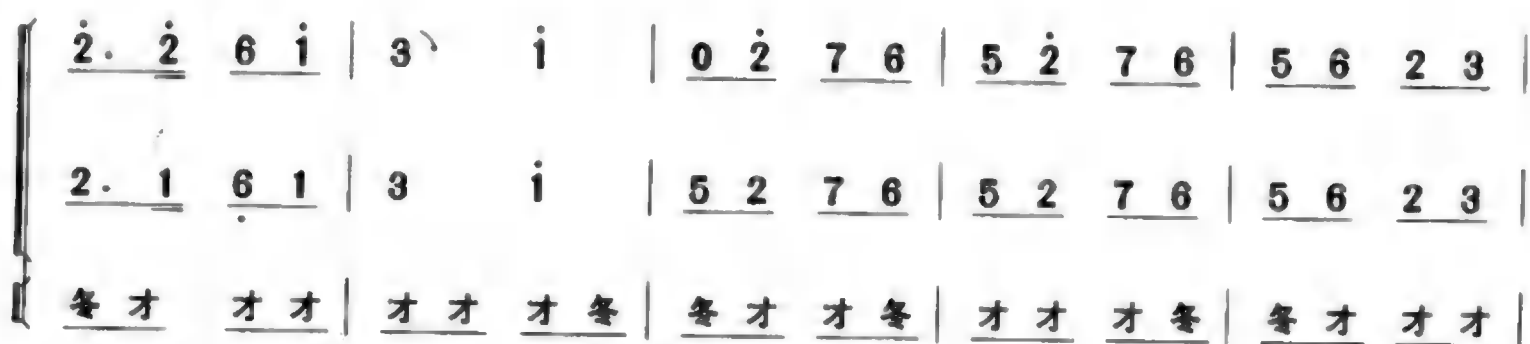 2̇. 2̇ 6 1̇ | 3 1̇ | 0 2̇ 7 6 | 5 2̇ 7 6 | 5 6 2 3 |
2. 1 6̣ 1 | 3 1̇ | 5 2 7 6 | 5 2 7 6 | 5 6 2 3 |
冬 才 才 才 | 才 才 才 冬 | 冬 才 才 冬 | 才 才 才 冬 | 冬 才 才 才 |